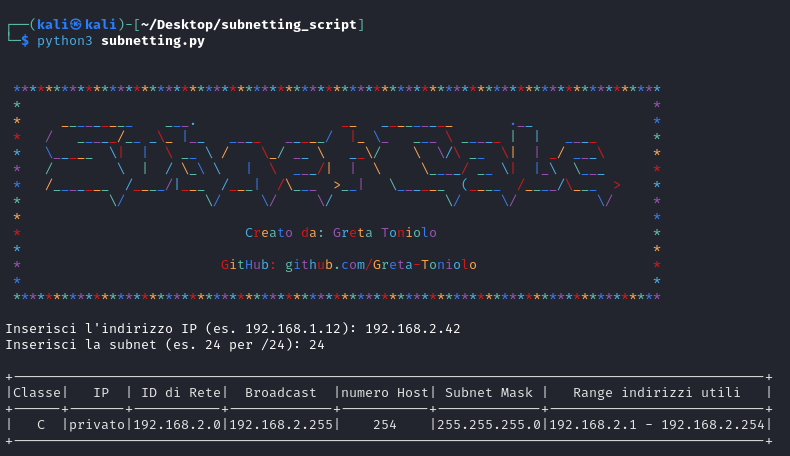 ┌──(kali㉿kali)-[~/Desktop/subnetting_script]
└─$ python3 subnetting.py
SubNetCalc
Creato da: Greta Toniolo
GitHub: github.com/Greta-Toniolo
Inserisci l'indirizzo IP (es. 192.168.1.12): 192.168.2.42
Inserisci la subnet (es. 24 per /24): 24
|Classe| IP | ID di Rete| Broadcast |numero Host| Subnet Mask | Range indirizzi utili |
| C |privato|192.168.2.0|192.168.2.255| 254 |255.255.255.0|192.168.2.1 - 192.168.2.254|